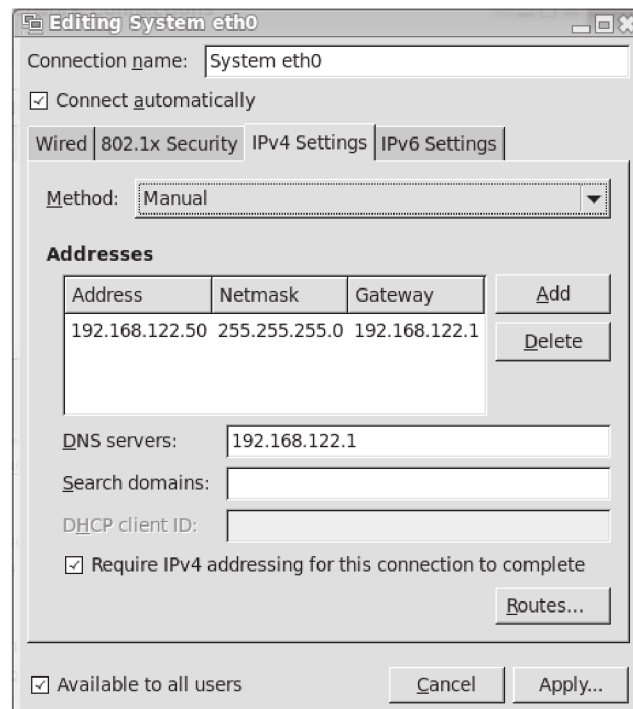 Editing System eth0
Connection name: System eth0
Connect automatically
Wired 802.1x Security IPv4 Settings IPv6 Settings
Method: Manual
Addresses
Address Netmask Gateway Add
192.168.122.50 255.255.255.0 192.168.122.1
Delete
DNS servers: 192.168.122.1
Search domains:
DHCP client ID:
Require IPv4 addressing for this connection to complete
Routes...
Available to all users Cancel Apply...